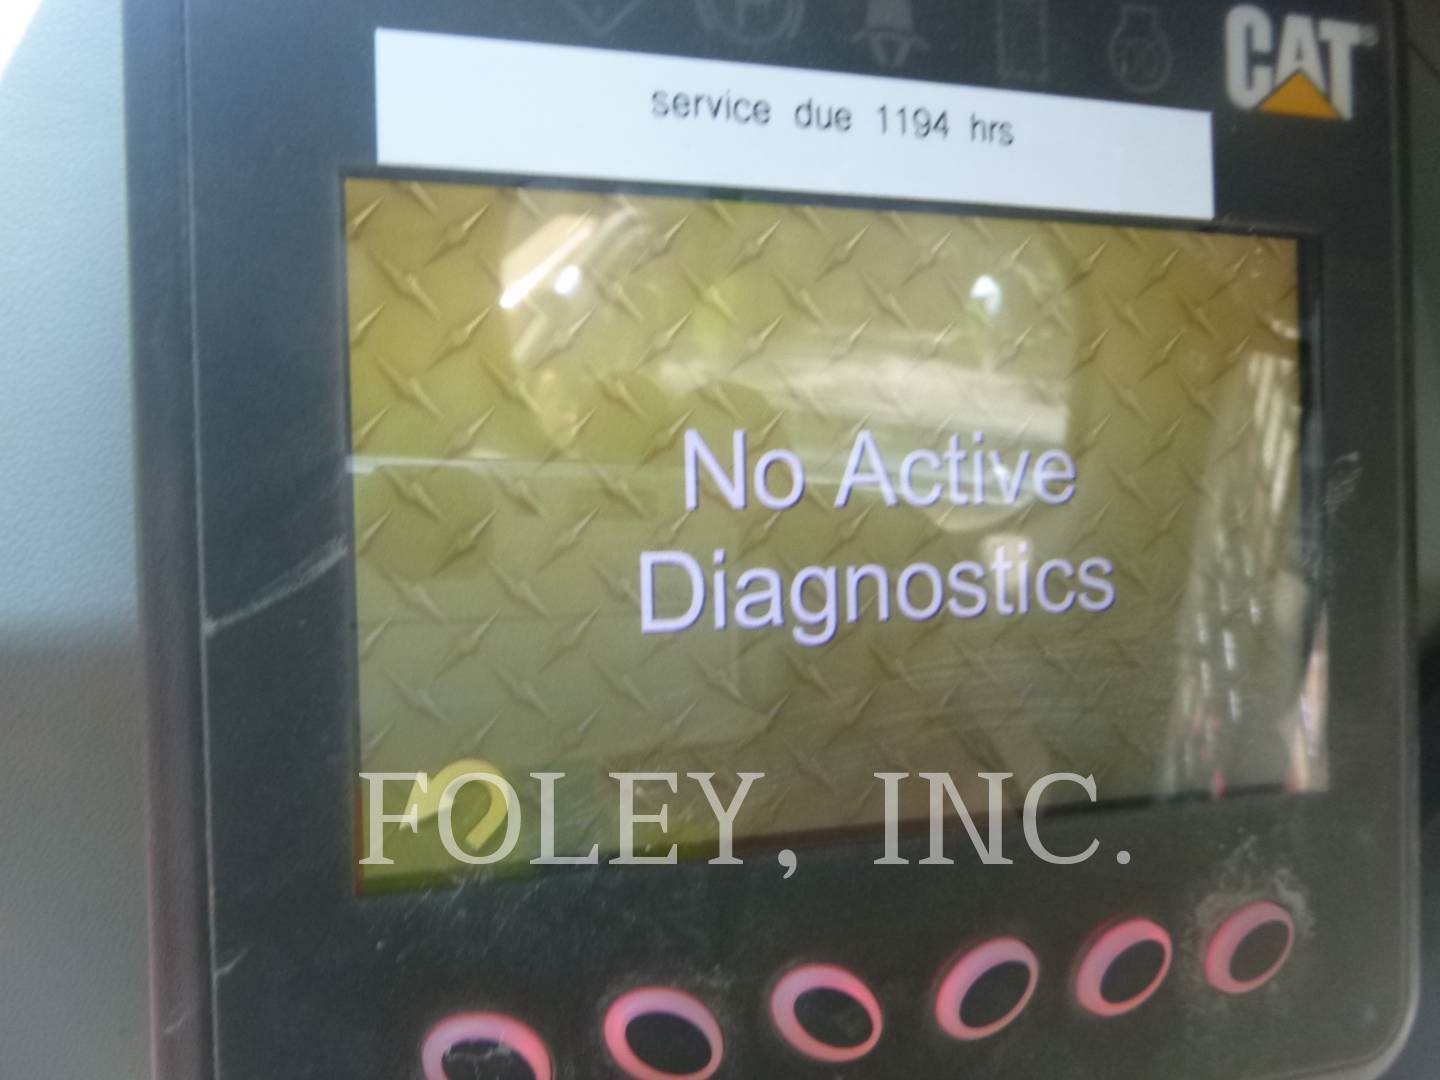 CAT®
service due 1194 hrs
No Active
Diagnostics
FOLEY, INC.